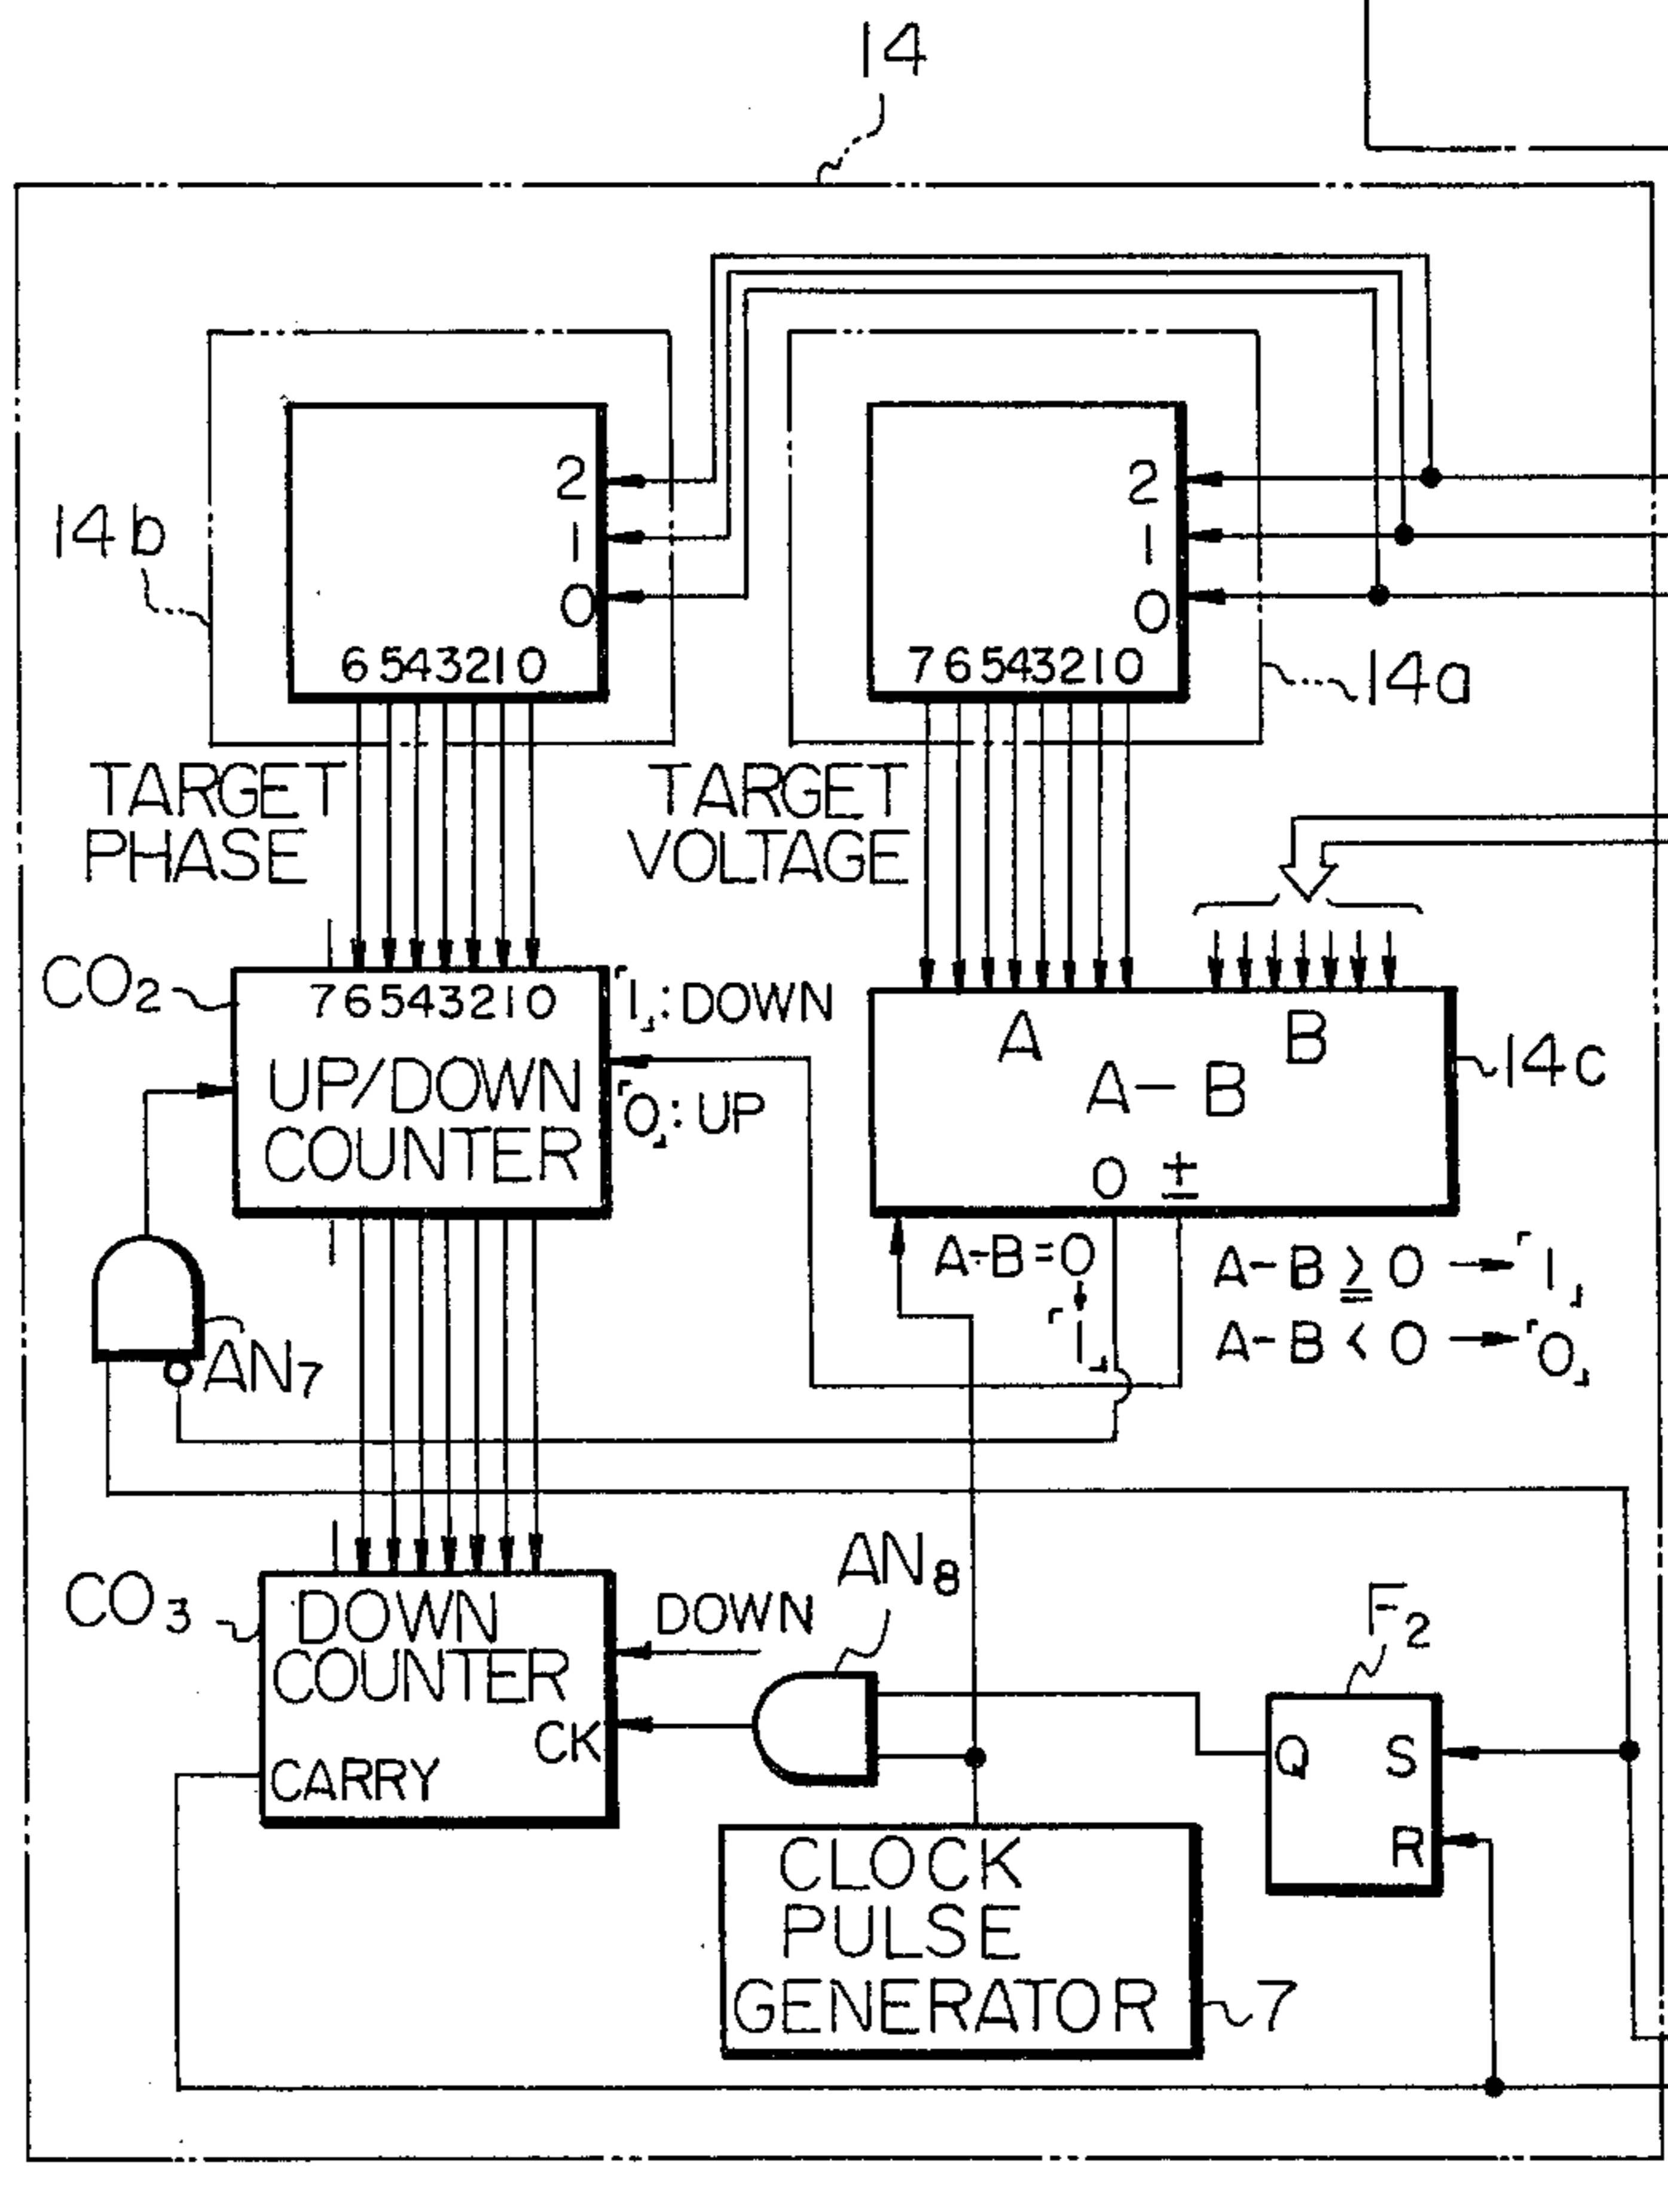 14
2
1
0
6543210
14b
2
1
0
76543210
14a
TARGET
PHASE
TARGET
VOLTAGE
CO2
76543210
UP/DOWN
COUNTER
「1」: DOWN
「0」: UP
A
B
A-B
0 ±
14c
A-B=0
「1」
A-B ≧ 0 → 「1」
A-B < 0 → 「0」
AN7
CO3
DOWN
COUNTER
CK
CARRY
DOWN
AN8
F2
Q
S
R
CLOCK
PULSE
GENERATOR
7